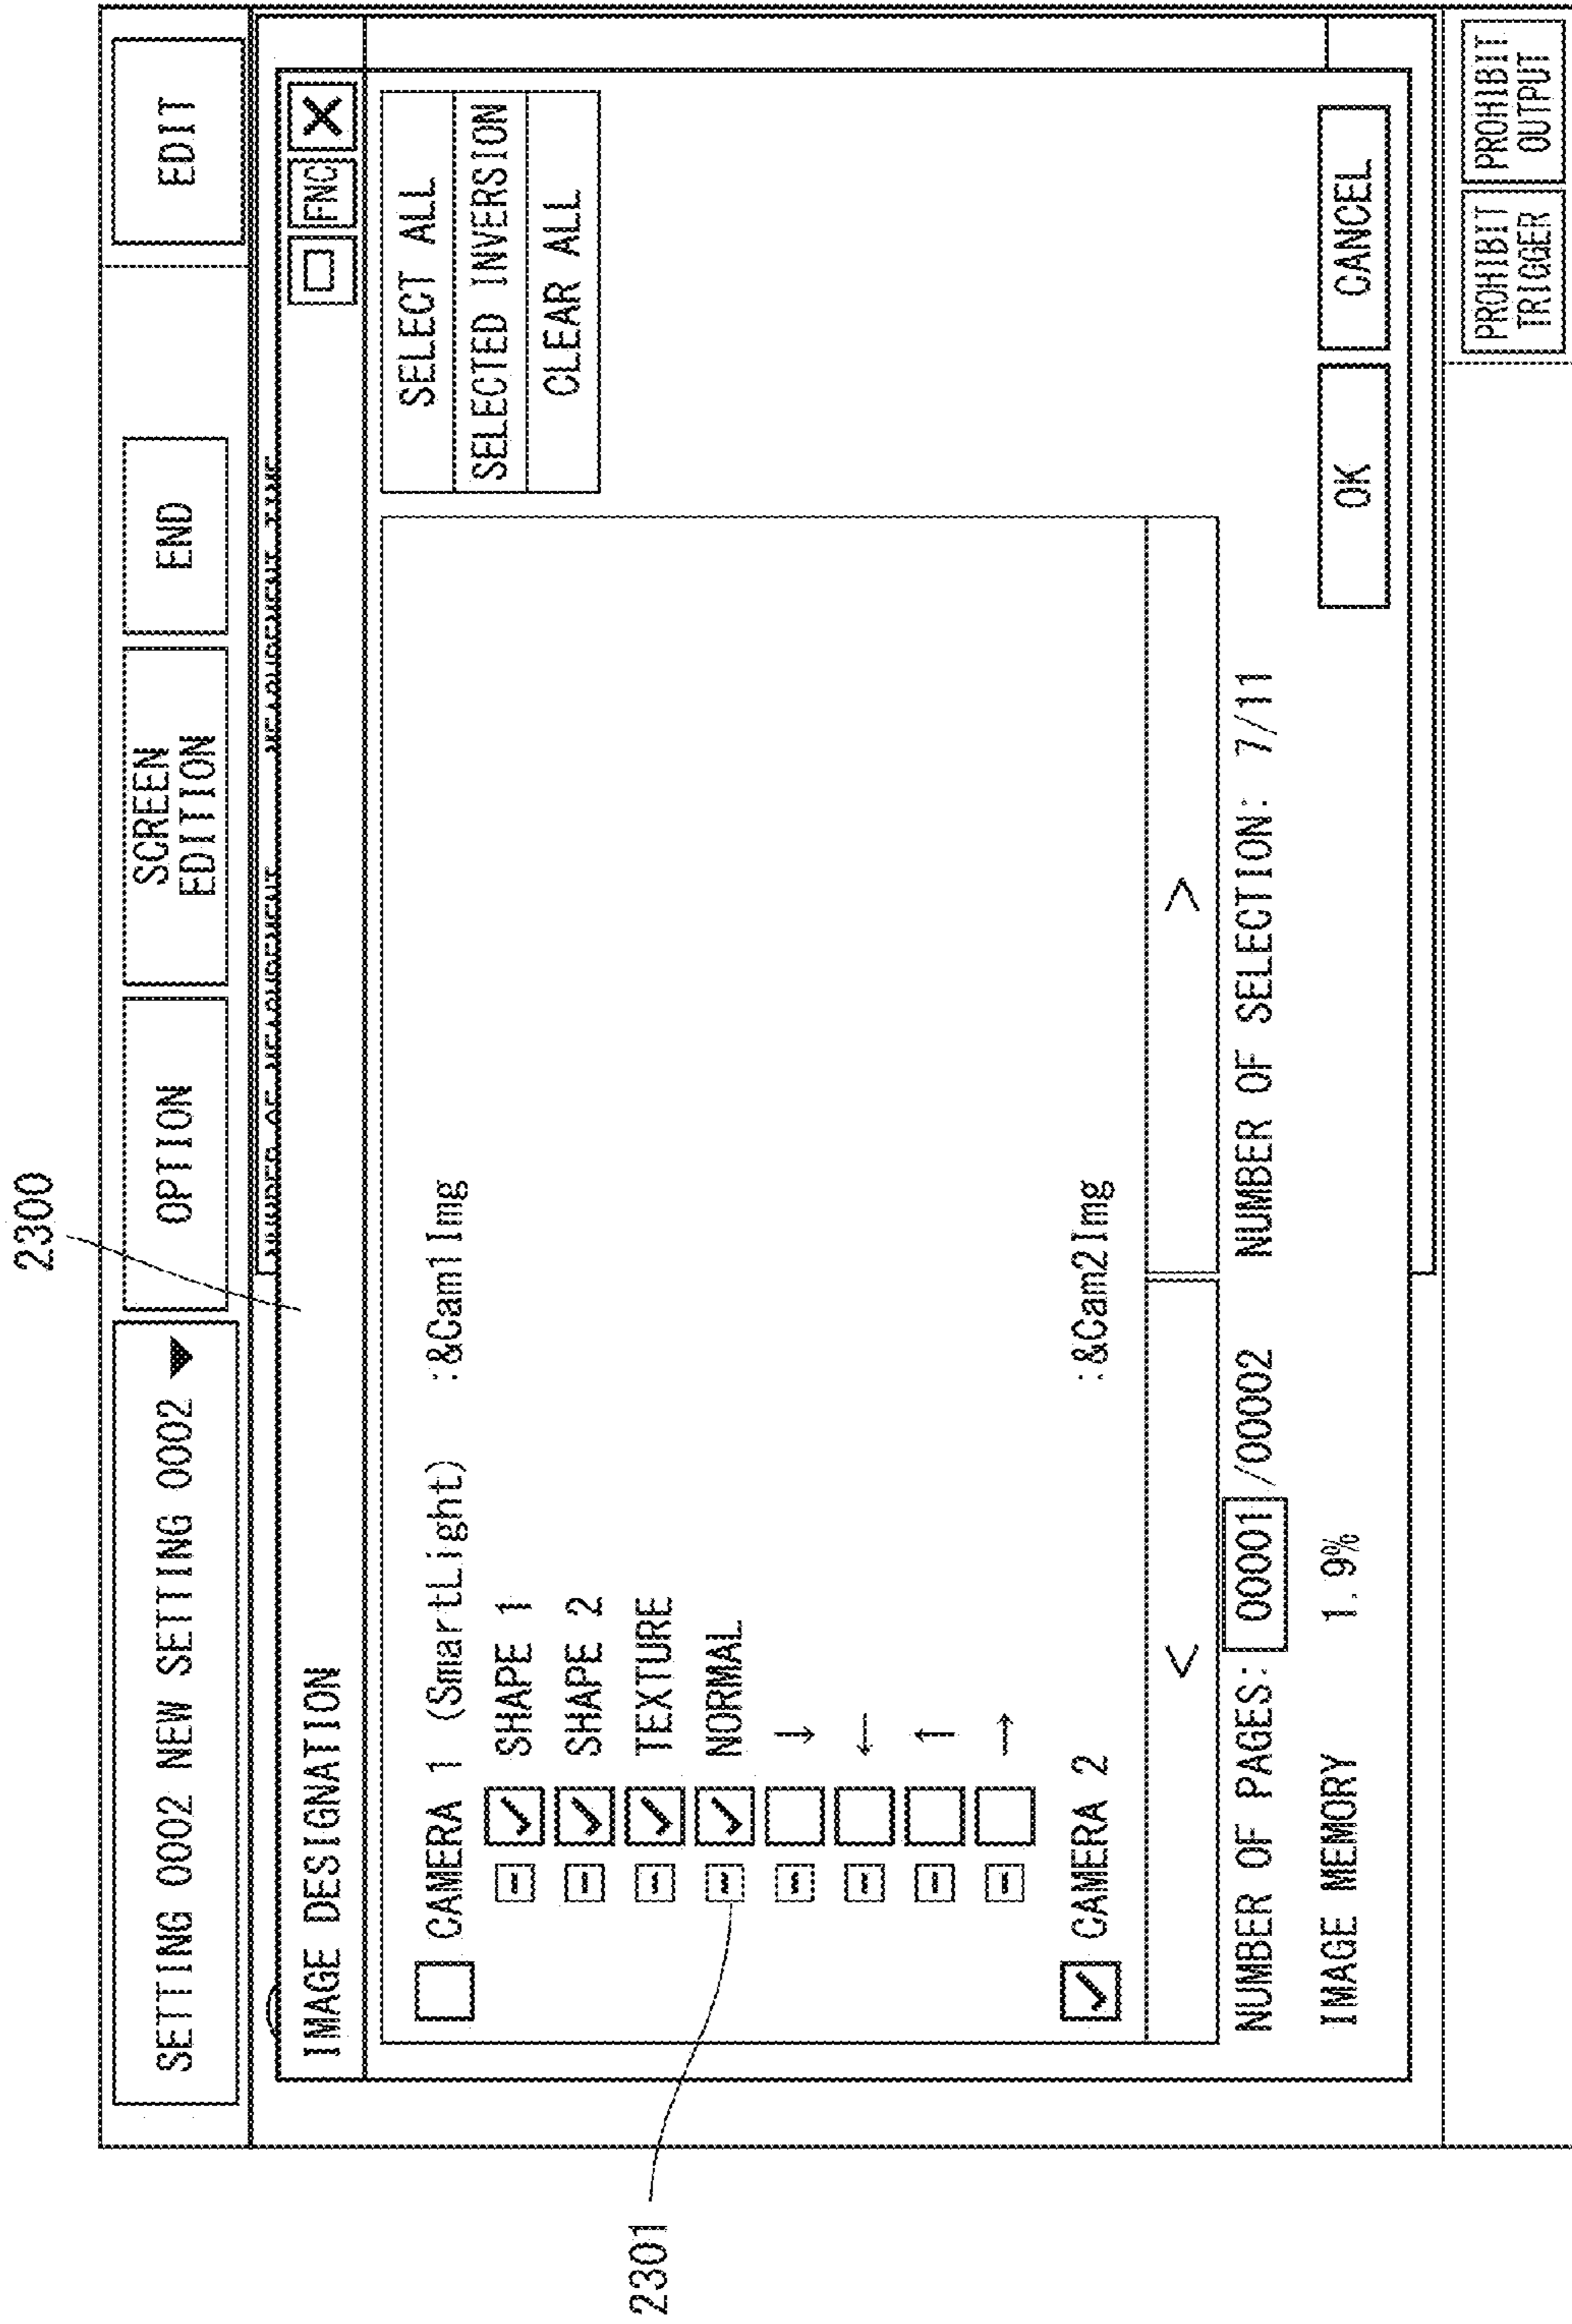 2300
SETTING 0002 NEW SETTING 0002
OPTION
SCREEN
EDITION
END
EDIT
IMAGE DESIGNATION
FNC
CAMERA 1 (SmartLight) :&Cam1Img
SHAPE 1
SHAPE 2
TEXTURE
NORMAL
↓
←
↑
→
CAMERA 2 :&Cam2Img
< >
SELECT ALL
SELECTED INVERSION
CLEAR ALL
NUMBER OF PAGES: 00001 /00002 NUMBER OF SELECTION: 7/11
IMAGE MEMORY 1.9%
OK
CANCEL
PROHIBIT
TRIGGER
PROHIBIT
OUTPUT
2301